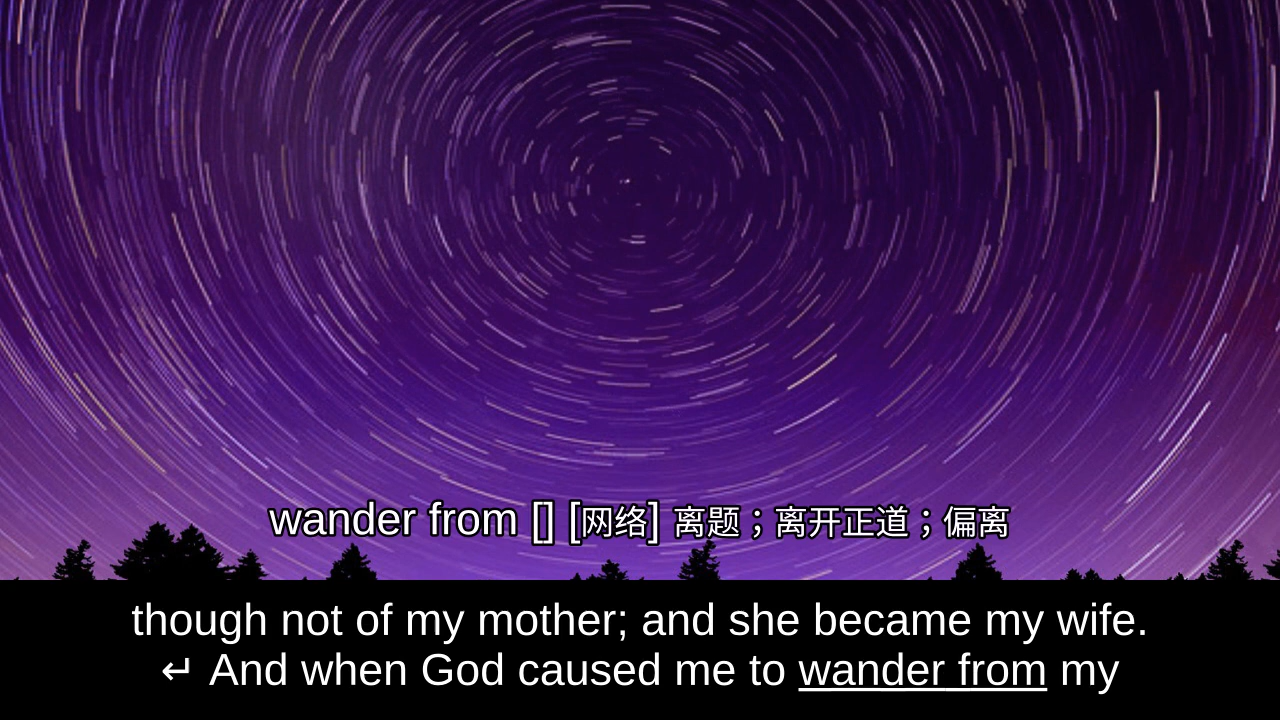 wander from [] [网络] 离题；离开正道；偏离
though not of my mother; and she became my wife.
↵ And when God caused me to wander from my